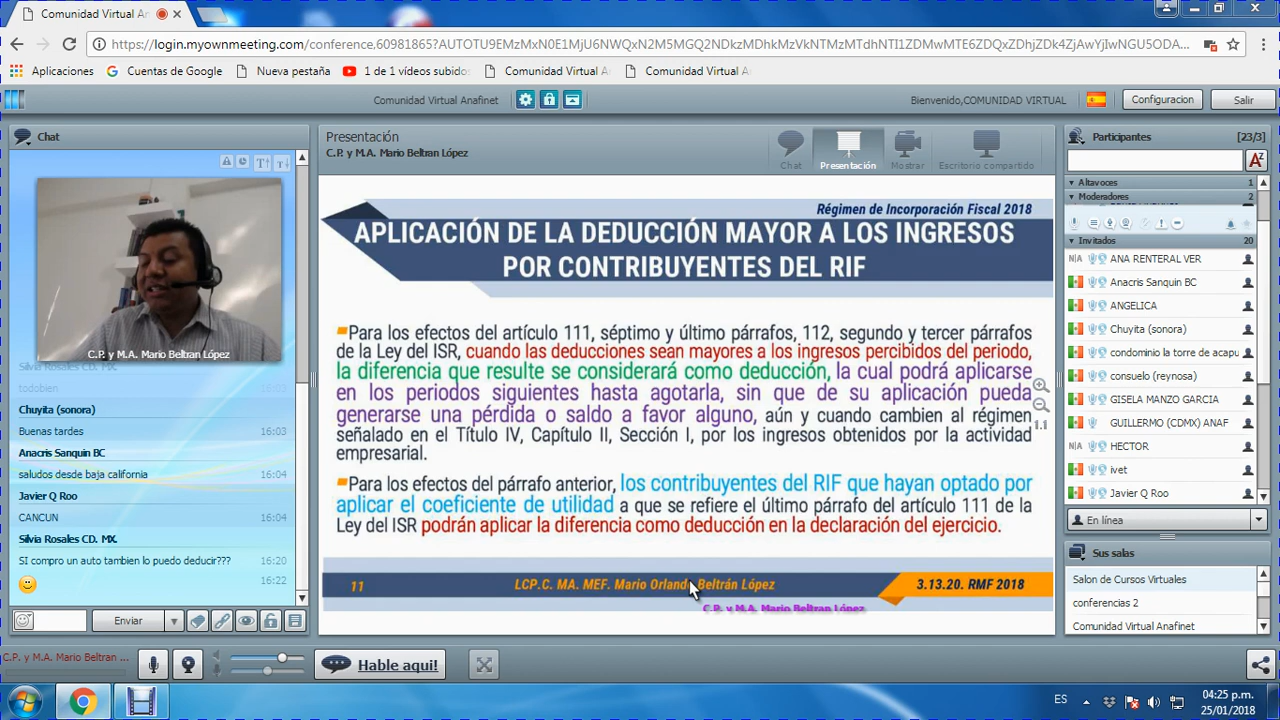 Comunidad Virtual An
https://login.myownmeeting.com/conference,60981865?AUTOTU9EMzMxN0E1MjU6NWQxN2M5MGQ2NDkzMDhkMzVkNTMzMTdhNTI1ZDMwMTE6ZDQxZDhjZDk4ZjAwYjIwNGU5ODA...
Aplicaciones
Cuentas de Google
Nueva pestaña
1 de 1 vídeos subidos
Comunidad Virtual A
Comunidad Virtual A
Comunidad Virtual Anafinet
Bienvenido,COMUNIDAD VIRTUAL
Configuracion
Salir
Chat
C.P. y M.A. Mario Beltran López
Silvia Rosales CD. MX.
todobien 16:03
Chuyita (sonora)
Buenas tardes 16:03
Anacris Sanquin BC
saludos desde baja california 16:04
Javier Q Roo
CANCUN 16:04
Silvia Rosales CD. MX.
SI compro un auto tambien lo puedo deducir??? 16:20
16:22
Enviar
Presentación
C.P. y M.A. Mario Beltran López
Chat
Presentación
Mostrar
Escritorio compartido
Régimen de Incorporación Fiscal 2018
APLICACIÓN DE LA DEDUCCIÓN MAYOR A LOS INGRESOS
POR CONTRIBUYENTES DEL RIF
Para los efectos del artículo 111, séptimo y último párrafos, 112, segundo y tercer párrafos
de la Ley del ISR, cuando las deducciones sean mayores a los ingresos percibidos del periodo,
la diferencia que resulte se considerará como deducción, la cual podrá aplicarse
en los periodos siguientes hasta agotarla, sin que de su aplicación pueda
generarse una pérdida o saldo a favor alguno, aún y cuando cambien al régimen
señalado en el Título IV, Capítulo II, Sección I, por los ingresos obtenidos por la actividad
empresarial.
Para los efectos del párrafo anterior, los contribuyentes del RIF que hayan optado por
aplicar el coeficiente de utilidad a que se refiere el último párrafo del artículo 111 de la
Ley del ISR podrán aplicar la diferencia como deducción en la declaración del ejercicio.
11
LCP.C. MA. MEF. Mario Orlando Beltrán López
3.13.20. RMF 2018
C.P. y M.A. Mario Beltran López
1.1
Participantes
[23/3]
Altavoces 1
Moderadores 2
Invitados 20
N/A ANA RENTERAL VER
Anacris Sanquin BC
ANGELICA
Chuyita (sonora)
condominio la torre de acapu
consuelo (reynosa)
GISELA MANZO GARCIA
GUILLERMO (CDMX) ANAF
N/A HECTOR
ivet
Javier Q Roo
En línea
Sus salas
Salon de Cursos Virtuales
conferencias 2
Comunidad Virtual Anafinet
C.P. y M.A. Mario Beltran ...
Hable aqui!
ES
04:25 p.m.
25/01/2018